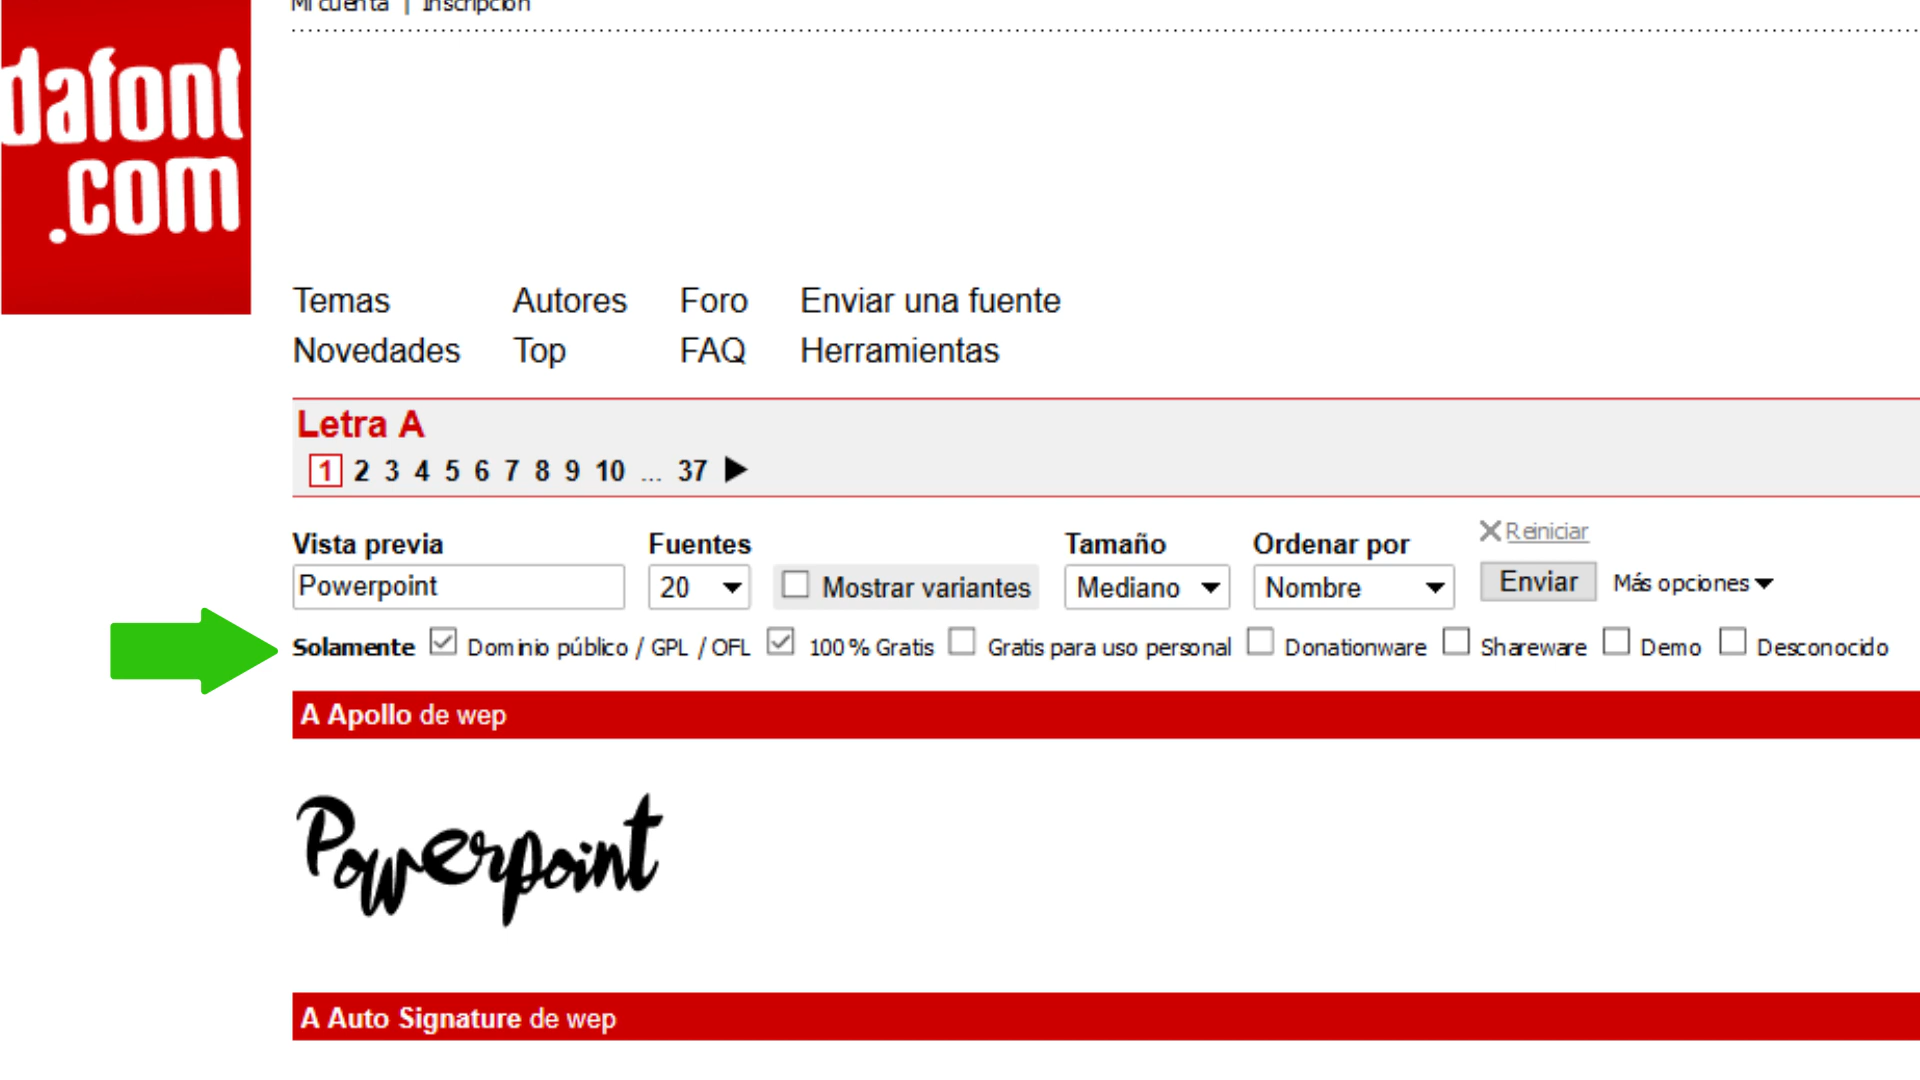 Mi cuenta | Inscripción
dafont
.com
Temas Autores Foro Enviar una fuente
Novedades Top FAQ Herramientas
Letra A
1 2 3 4 5 6 7 8 9 10 ... 37
Reiniciar
Vista previa Fuentes Tamaño Ordenar por
Powerpoint 20 Mostrar variantes Mediano Nombre Enviar Más opciones
Solamente Dominio público / GPL / OFL 100% Gratis Gratis para uso personal Donationware Shareware Demo Desconocido
A Apollo de wep
Powerpoint
A Auto Signature de wep